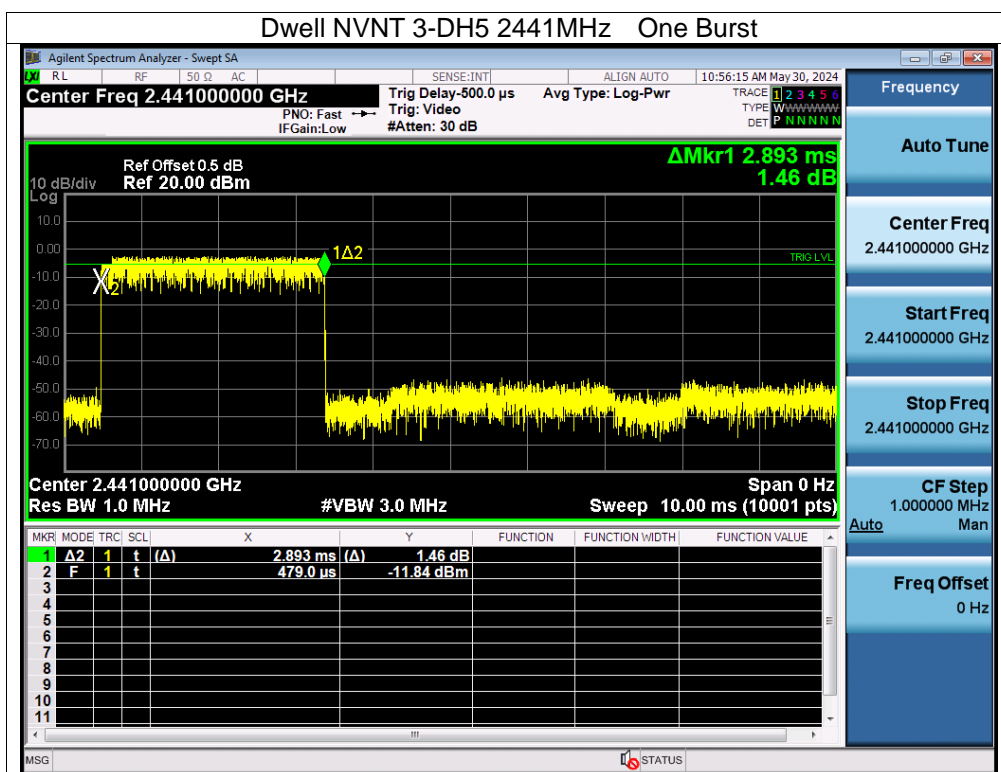 Dwell NVNT 3-DH5 2441MHz One Burst
Agilent Spectrum Analyzer - Swept SA
LXI RL RF 50 Ω AC SENSE:INT ALIGN AUTO 10:56:15 AM May 30, 2024
Center Freq 2.441000000 GHz
PNO: Fast
IFGain:Low
Trig Delay-500.0 µs
Trig: Video
#Atten: 30 dB
Avg Type: Log-Pwr
TRACE 1 2 3 4 5 6
TYPE WWWWWW
DET P N N N N N
ΔMkr1 2.893 ms
1.46 dB
Ref Offset 0.5 dB
10 dB/div Ref 20.00 dBm
Log
10.0
0.00
-10.0
-20.0
-30.0
-40.0
-50.0
-60.0
-70.0
1Δ2
TRIG LVL
2
Center 2.441000000 GHz Span 0 Hz
Res BW 1.0 MHz #VBW 3.0 MHz Sweep 10.00 ms (10001 pts)
MKR MODE TRC SCL X Y FUNCTION FUNCTION WIDTH FUNCTION VALUE
1 Δ2 1 t (Δ) 2.893 ms (Δ) 1.46 dB
2 F 1 t 479.0 µs -11.84 dBm
3
4
5
6
7
8
9
10
11
MSG STATUS
Frequency
Auto Tune
Center Freq
2.441000000 GHz
Start Freq
2.441000000 GHz
Stop Freq
2.441000000 GHz
CF Step
1.000000 MHz
Auto Man
Freq Offset
0 Hz